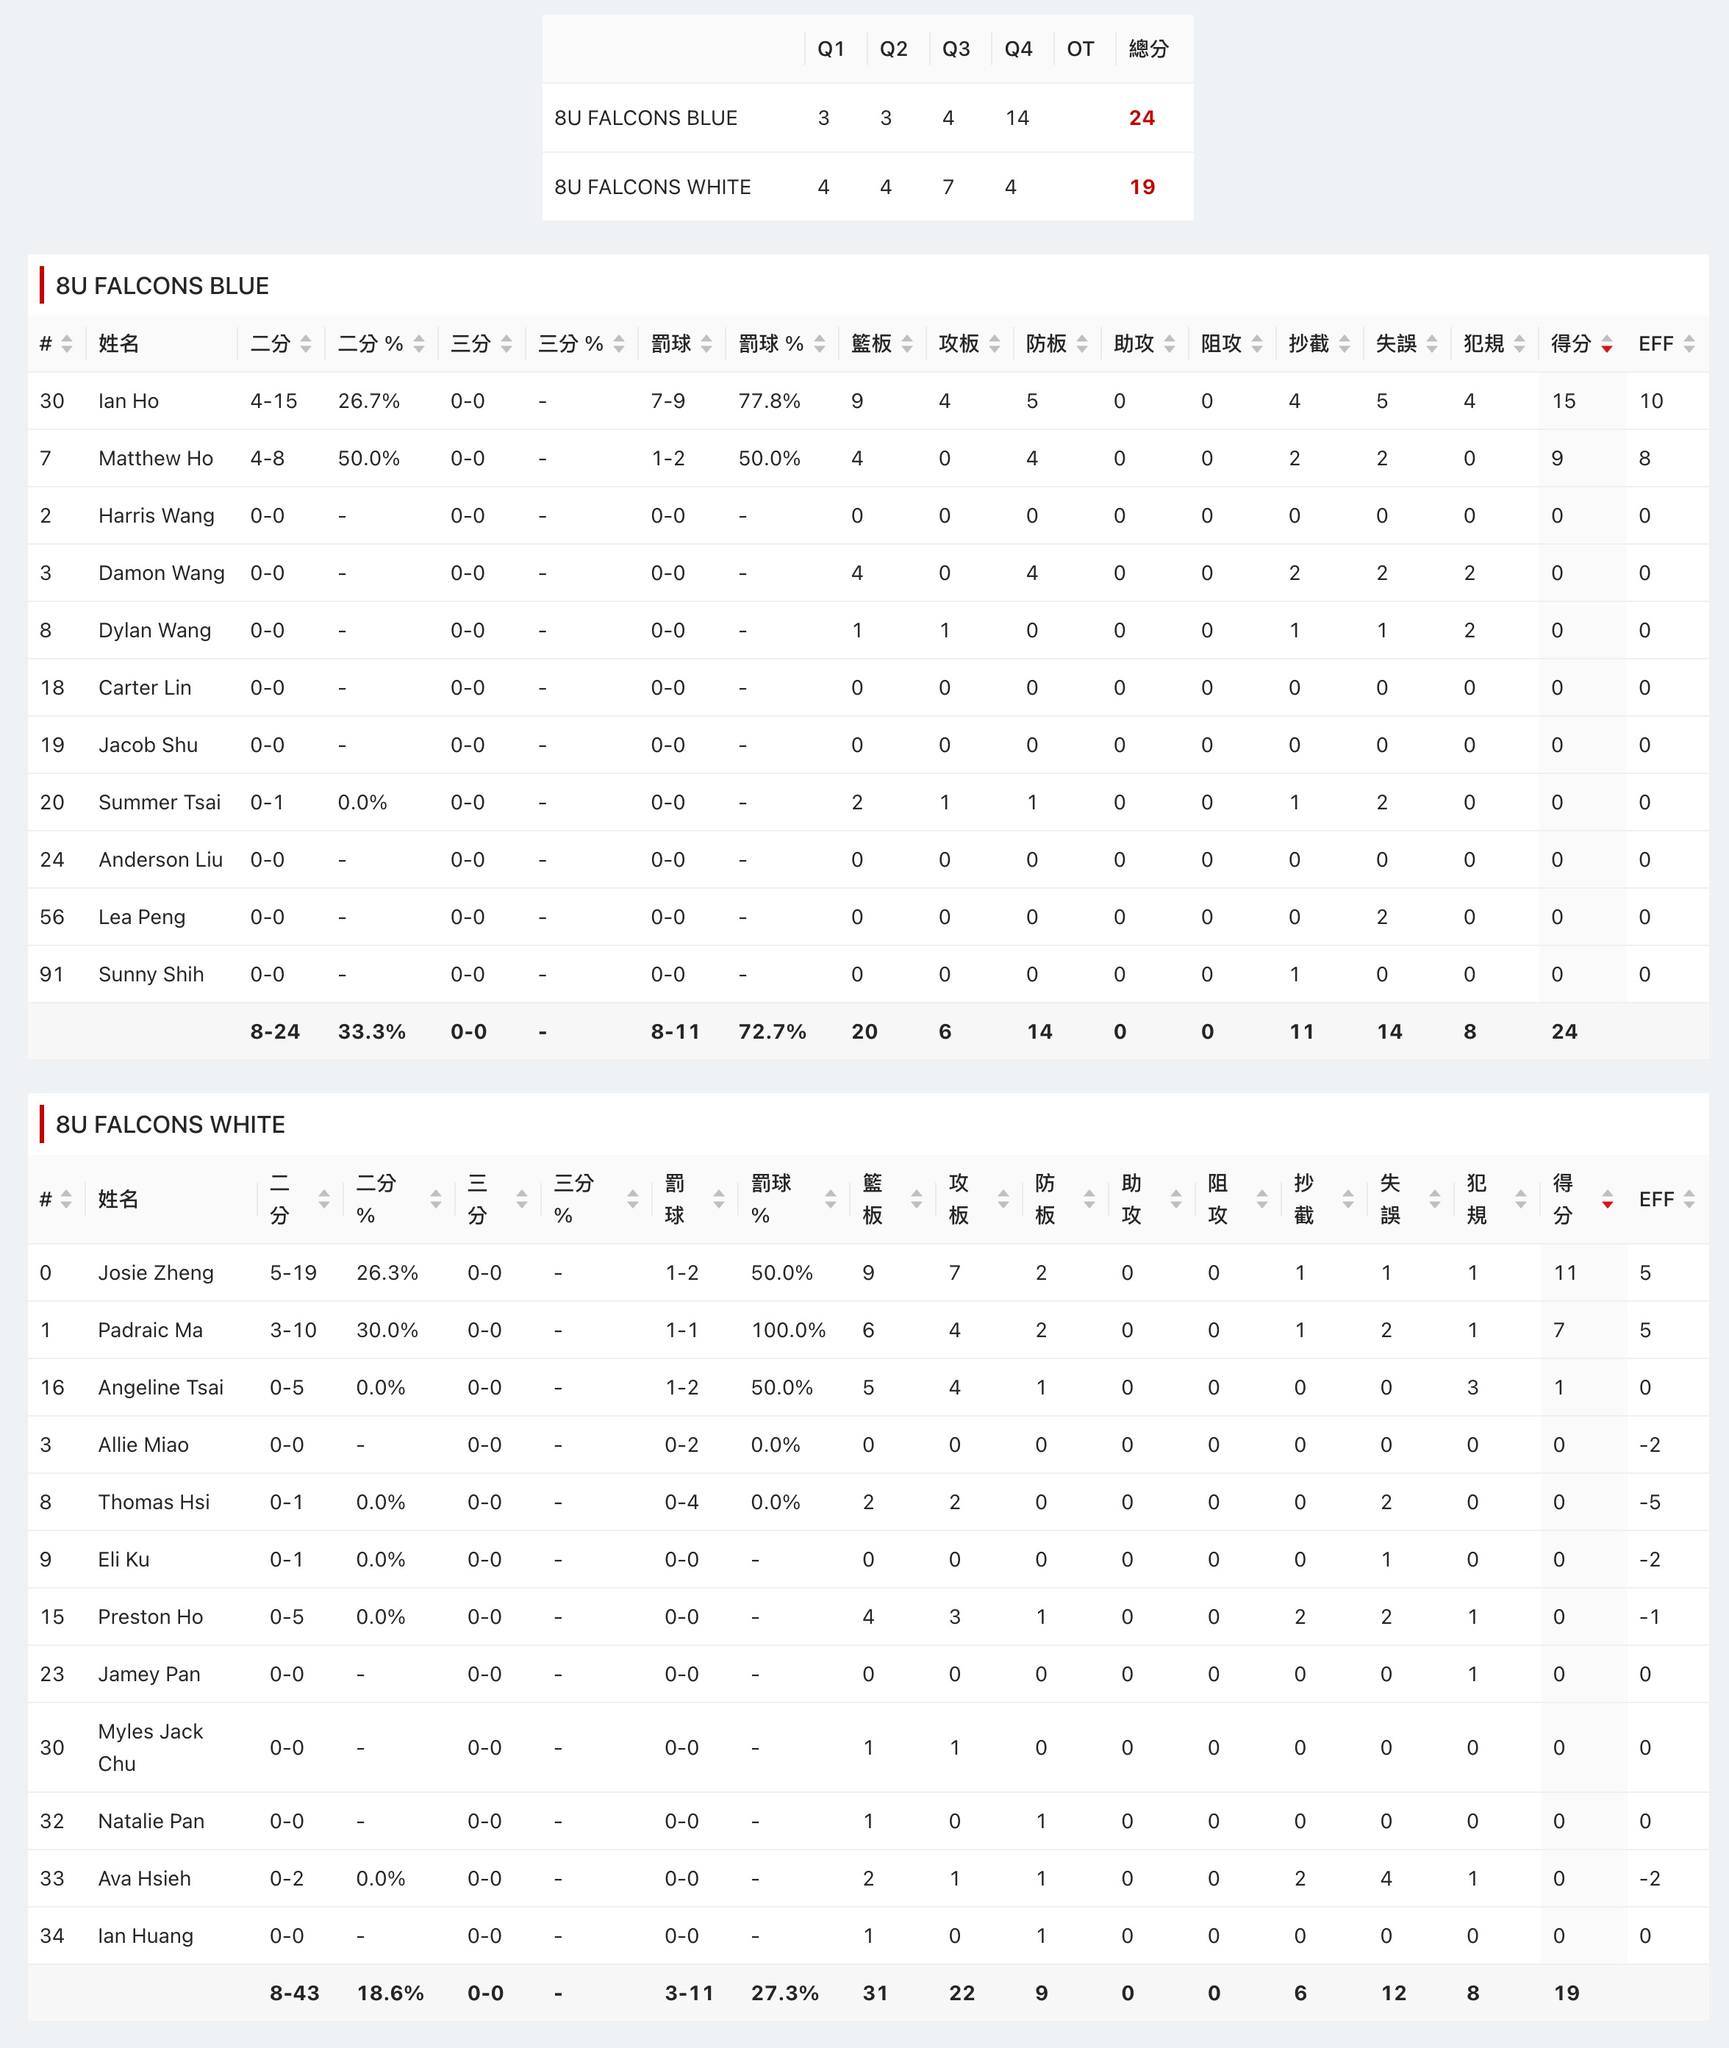 Q1 Q2 Q3 Q4 OT 總分
8U FALCONS BLUE 3 3 4 14 24
8U FALCONS WHITE 4 4 7 4 19
8U FALCONS BLUE
# 姓名 二分 二分 % 三分 三分 % 罰球 罰球 % 籃板 攻板 防板 助攻 阻攻 抄截 失誤 犯規 得分 EFF
30 Ian Ho 4-15 26.7% 0-0 - 7-9 77.8% 9 4 5 0 0 4 5 4 15 10
7 Matthew Ho 4-8 50.0% 0-0 - 1-2 50.0% 4 0 4 0 0 2 2 0 9 8
2 Harris Wang 0-0 - 0-0 - 0-0 - 0 0 0 0 0 0 0 0 0 0
3 Damon Wang 0-0 - 0-0 - 0-0 - 4 0 4 0 0 2 2 2 0 0
8 Dylan Wang 0-0 - 0-0 - 0-0 - 1 1 0 0 0 1 1 2 0 0
18 Carter Lin 0-0 - 0-0 - 0-0 - 0 0 0 0 0 0 0 0 0 0
19 Jacob Shu 0-0 - 0-0 - 0-0 - 0 0 0 0 0 0 0 0 0 0
20 Summer Tsai 0-1 0.0% 0-0 - 0-0 - 2 1 1 0 0 1 2 0 0 0
24 Anderson Liu 0-0 - 0-0 - 0-0 - 0 0 0 0 0 0 0 0 0 0
56 Lea Peng 0-0 - 0-0 - 0-0 - 0 0 0 0 0 0 2 0 0 0
91 Sunny Shih 0-0 - 0-0 - 0-0 - 0 0 0 0 0 1 0 0 0 0
8-24 33.3% 0-0 - 8-11 72.7% 20 6 14 0 0 11 14 8 24
8U FALCONS WHITE
# 姓名 二分 二分 % 三分 三分 % 罰球 罰球 % 籃板 攻板 防板 助攻 阻攻 抄截 失誤 犯規 得分 EFF
0 Josie Zheng 5-19 26.3% 0-0 - 1-2 50.0% 9 7 2 0 0 1 1 1 11 5
1 Padraic Ma 3-10 30.0% 0-0 - 1-1 100.0% 6 4 2 0 0 1 2 1 7 5
16 Angeline Tsai 0-5 0.0% 0-0 - 1-2 50.0% 5 4 1 0 0 0 0 3 1 0
3 Allie Miao 0-0 - 0-0 - 0-2 0.0% 0 0 0 0 0 0 0 0 0 -2
8 Thomas Hsi 0-1 0.0% 0-0 - 0-4 0.0% 2 2 0 0 0 0 2 0 0 -5
9 Eli Ku 0-1 0.0% 0-0 - 0-0 - 0 0 0 0 0 0 1 0 0 -2
15 Preston Ho 0-5 0.0% 0-0 - 0-0 - 4 3 1 0 0 2 2 1 0 -1
23 Jamey Pan 0-0 - 0-0 - 0-0 - 0 0 0 0 0 0 0 1 0 0
30 Myles Jack Chu 0-0 - 0-0 - 0-0 - 1 1 0 0 0 0 0 0 0 0
32 Natalie Pan 0-0 - 0-0 - 0-0 - 1 0 1 0 0 0 0 0 0 0
33 Ava Hsieh 0-2 0.0% 0-0 - 0-0 - 2 1 1 0 0 2 4 1 0 -2
34 Ian Huang 0-0 - 0-0 - 0-0 - 1 0 1 0 0 0 0 0 0 0
8-43 18.6% 0-0 - 3-11 27.3% 31 22 9 0 0 6 12 8 19